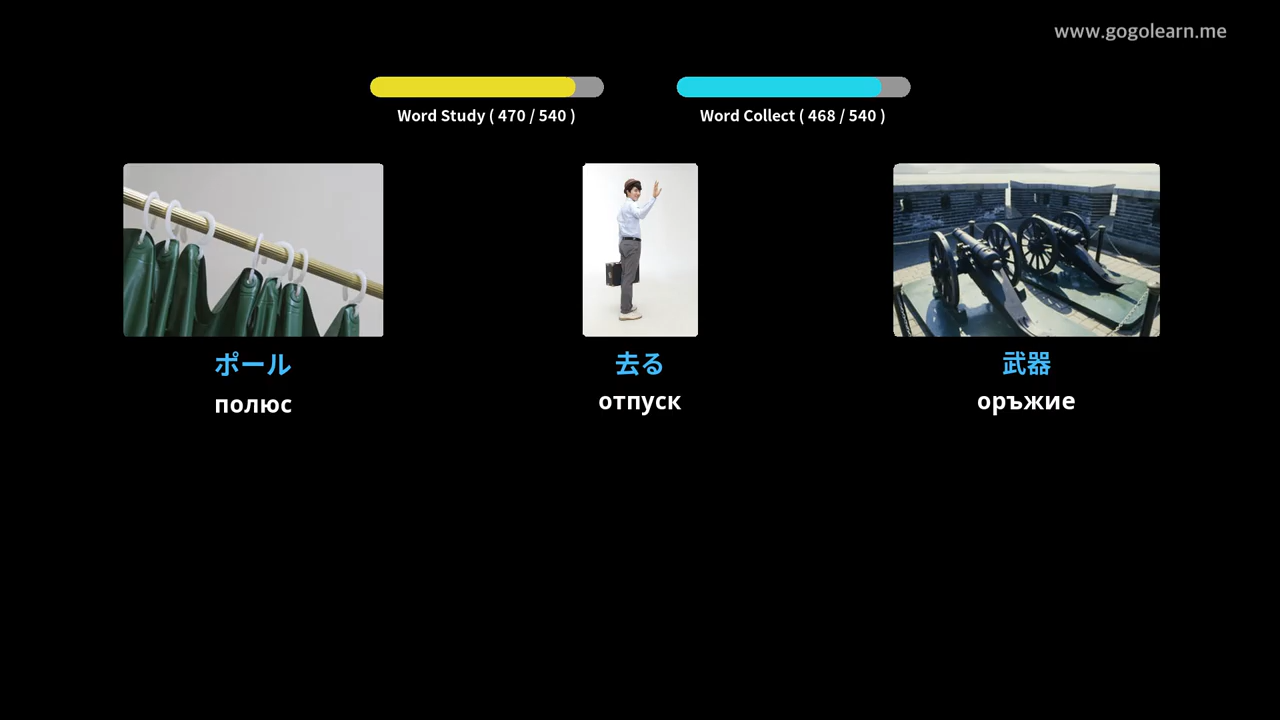 www.gogolearn.me
Word Study ( 470 / 540 )
Word Collect ( 468 / 540 )
ポール
去る
武器
полюс
отпуск
оръжие